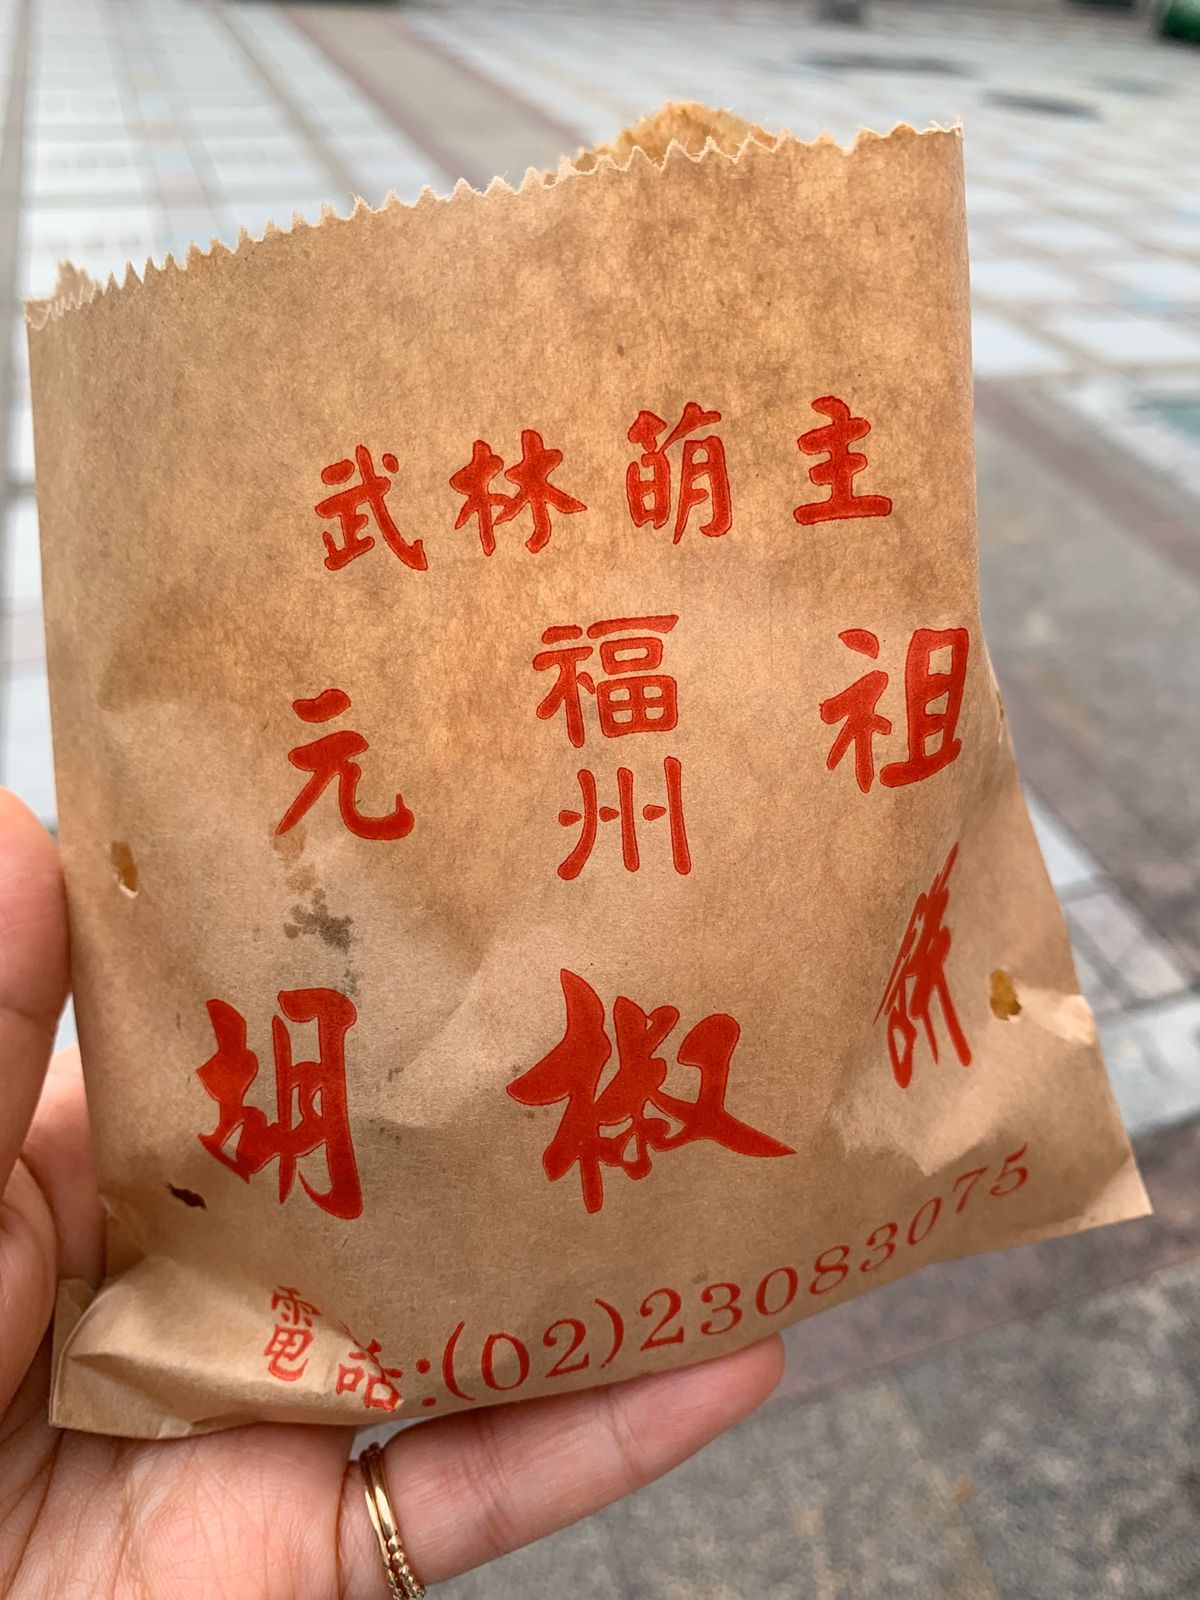 武林萌主
福州
元 祖
胡椒餅
電話:(02)23083075